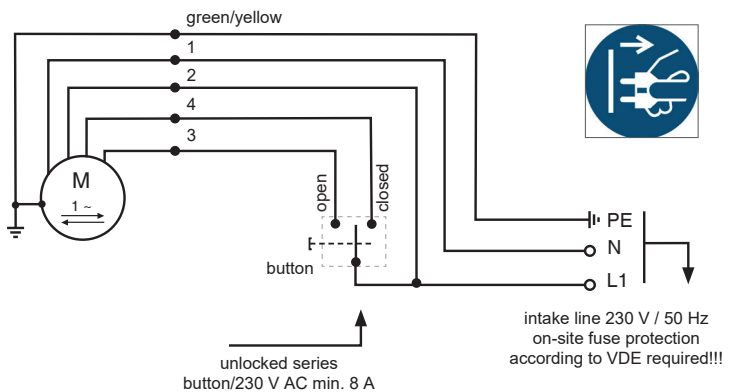 green/yellow
1
2
4
3
M
1 ~
open
closed
button
PE
N
L1
intake line 230 V / 50 Hz
on-site fuse protection
according to VDE required!!!
unlocked series
button/230 V AC min. 8 A